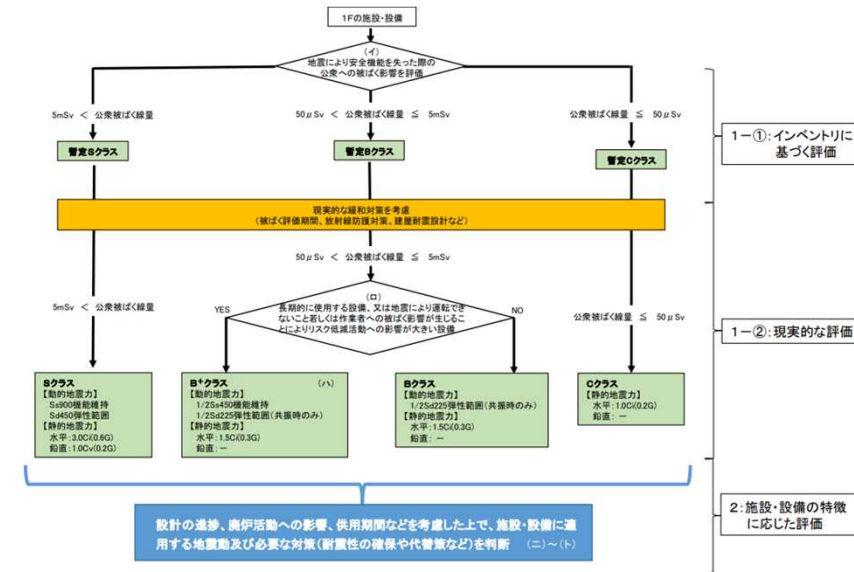 1Fの施設・設備
(イ)
地震により安全機能を失った際の
公衆への被ばく影響を評価
5mSv < 公衆被ばく線量
50μSv < 公衆被ばく線量 ≦ 5mSv
公衆被ばく線量 ≦ 50μSv
暫定Sクラス
暫定Bクラス
暫定Cクラス
1-①:インベントリに
基づく評価
現実的な緩和対策を考慮
(被ばく評価期間、放射線防護対策、建屋耐震設計など)
50μSv < 公衆被ばく線量 ≦ 5mSv
5mSv < 公衆被ばく線量
YES
(ロ)
長期的に使用する設備、又は地震により運転でき
ないこと若しくは作業者への被ばく影響が生じるこ
とによりリスク低減活動への影響が大きい設備
NO
公衆被ばく線量 ≦ 50μSv
1-②:現実的な評価
Sクラス
【動的地震力】
Ss900機能維持
Sd450弾性範囲
【静的地震力】
水平:3.0Ci(0.6G)
鉛直:1.0Cv(0.2G)
B+クラス (ハ)
【動的地震力】
1/2Ss450機能維持
1/2Sd225弾性範囲(共振時のみ)
【静的地震力】
水平:1.5Ci(0.3G)
鉛直:-
Bクラス
【動的地震力】
1/2Sd225弾性範囲(共振時のみ)
【静的地震力】
水平:1.5Ci(0.3G)
鉛直:-
Cクラス
【静的地震力】
水平:1.0Ci(0.2G)
鉛直:-
設計の進捗、廃炉活動への影響、供用期間などを考慮した上で、施設・設備に適
用する地震動及び必要な対策(耐震性の確保や代替策など)を判断 (ニ)~(ト)
2:施設・設備の特徴
に応じた評価